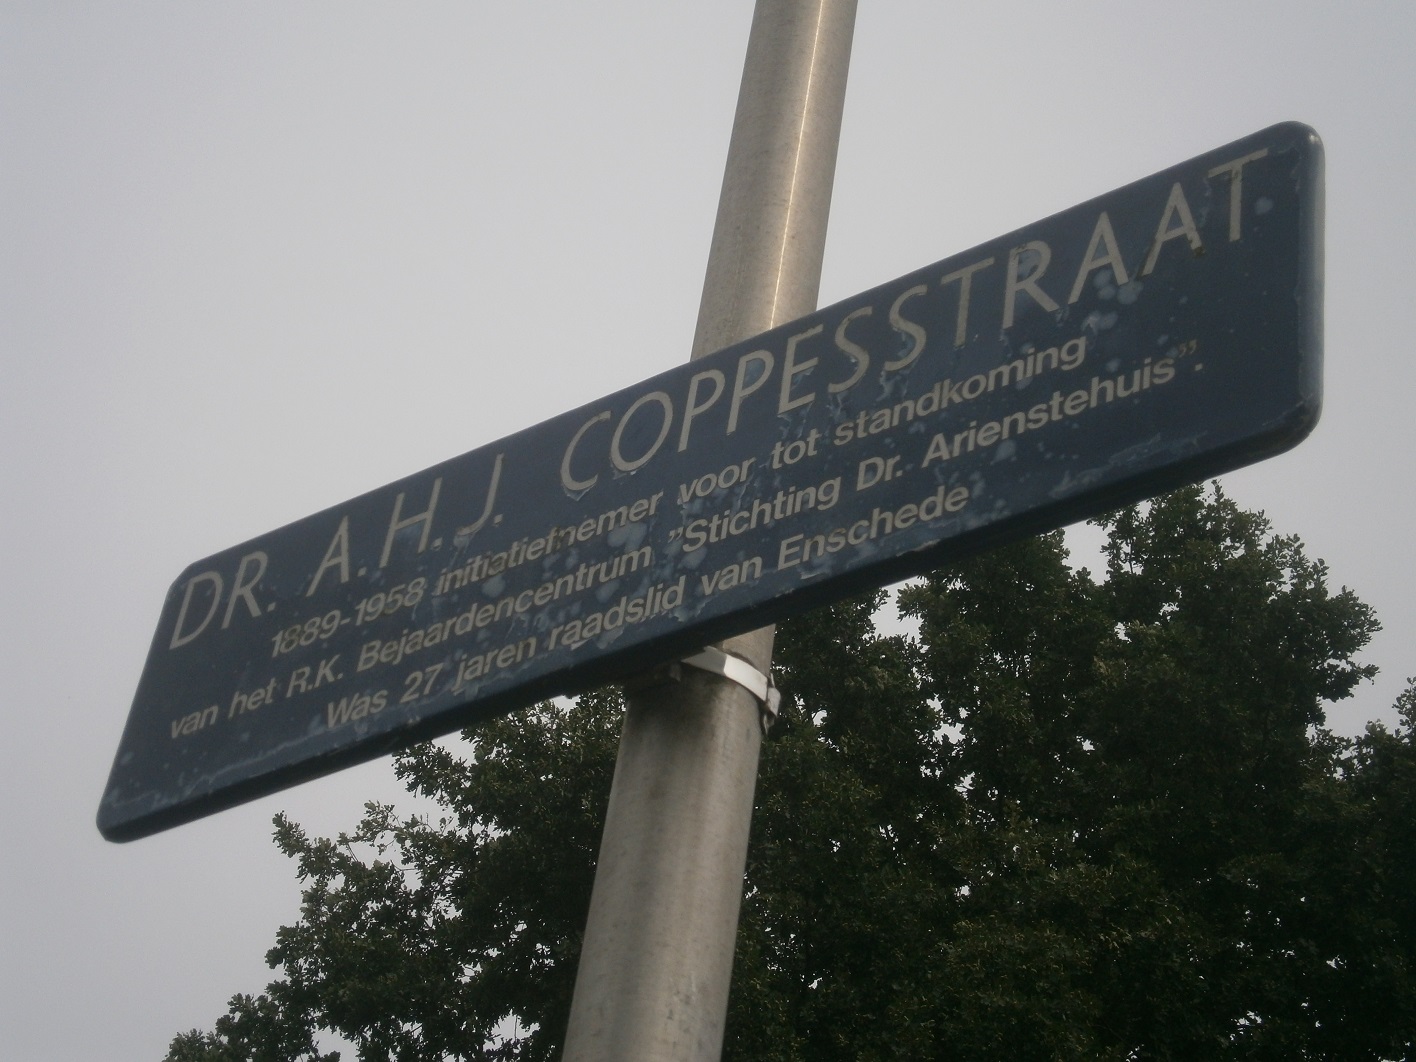 DR. A.H.J. COPPESSTRAAT
1889-1958 initiatiefnemer voor tot standkoming
van het R.K. Bejaardencentrum ”Stichting Dr. Arienstehuis”.
Was 27 jaren raadslid van Enschede